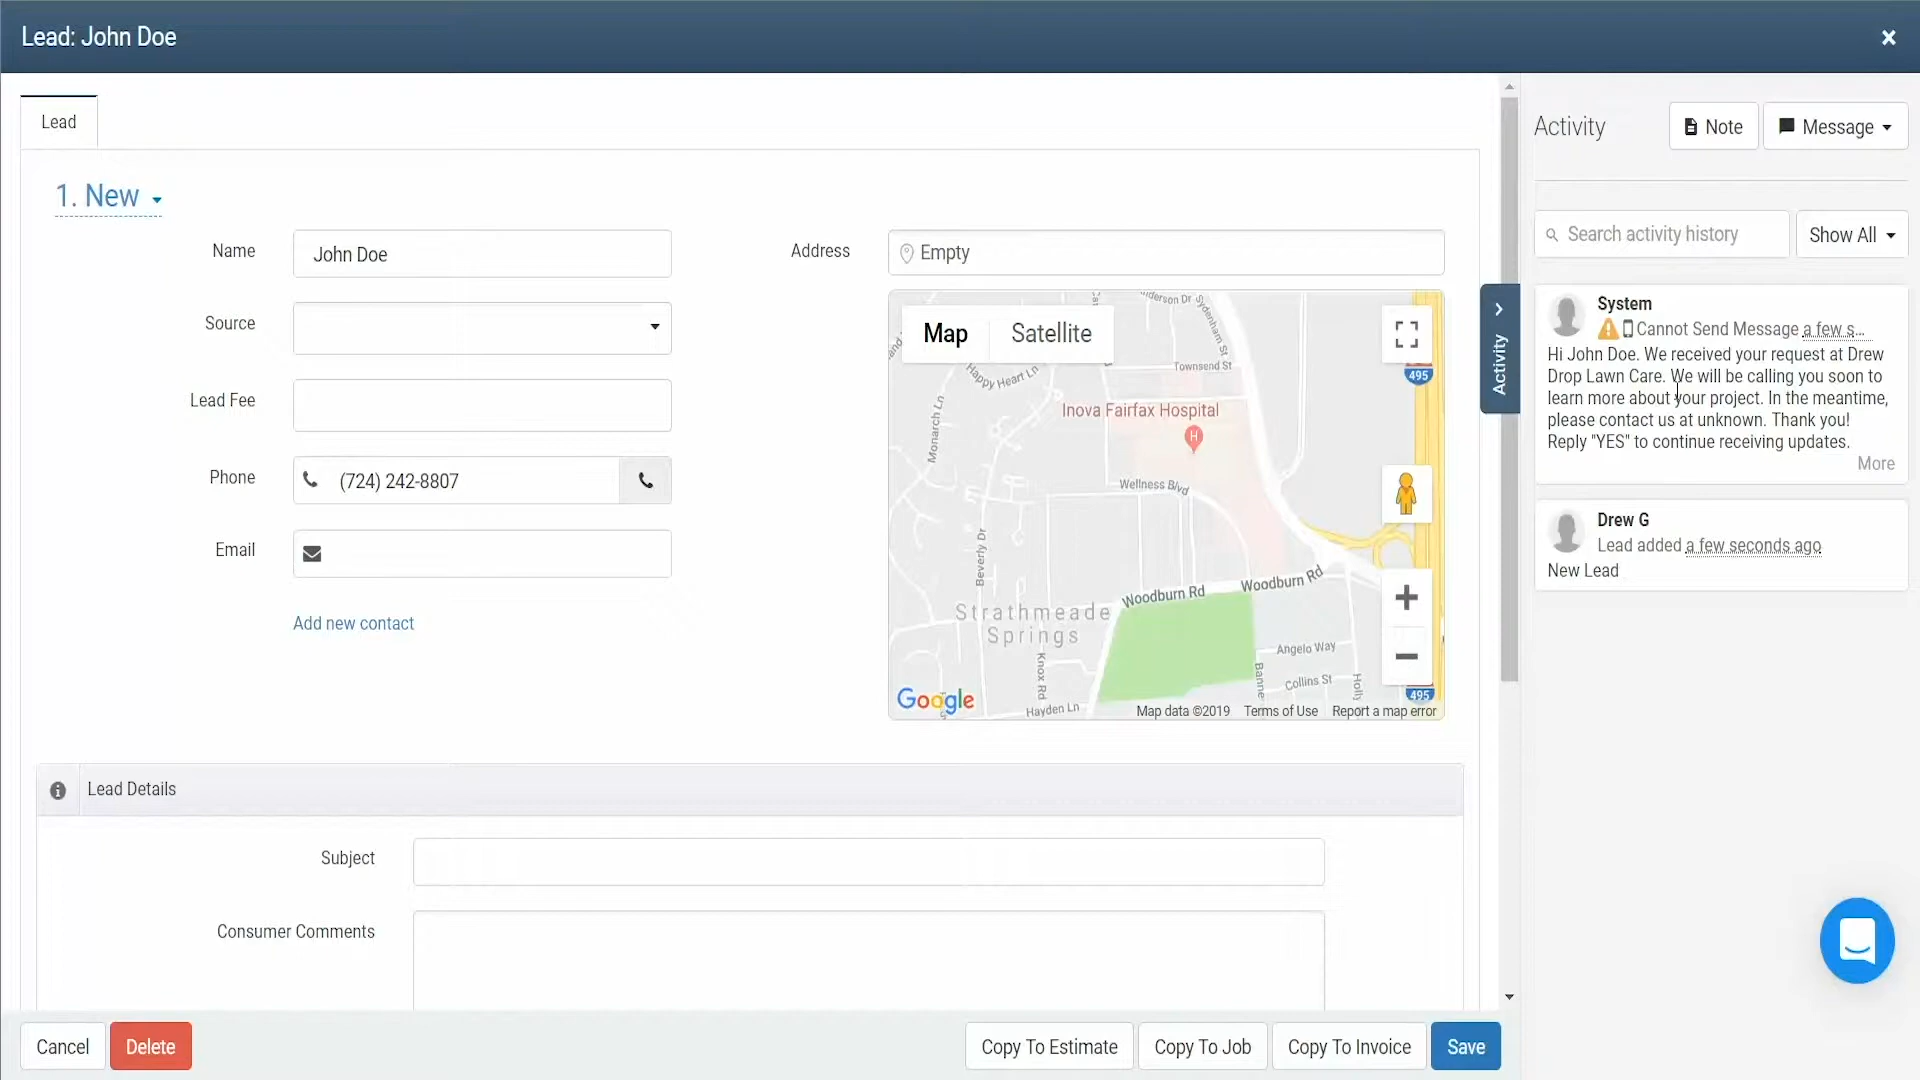 Lead: John Doe
×
Lead
1. New
Name
John Doe
Source
Lead Fee
Phone
(724) 242-8807
Email
Add new contact
Address
Empty
Map
Satellite
Sydenham St
Townsend St
495
Happy Heart Ln
Monarch Ln
Inova Fairfax Hospital
H
Wellness Blvd
Beverly Dr
Woodburn Rd
Woodburn Rd
Strathmeade
Springs
Angelo Way
Collins St
Knox Rd
Hayden Ln
495
Google
Map data ©2019
Terms of Use
Report a map error
Activity
Lead Details
Subject
Consumer Comments
Cancel
Delete
Copy To Estimate
Copy To Job
Copy To Invoice
Save
Activity
Note
Message
Search activity history
Show All
System
Cannot Send Message a few s...
Hi John Doe. We received your request at Drew
Drop Lawn Care. We will be calling you soon to
learn more about your project. In the meantime,
please contact us at unknown. Thank you!
Reply "YES" to continue receiving updates.
More
Drew G
Lead added a few seconds ago
New Lead